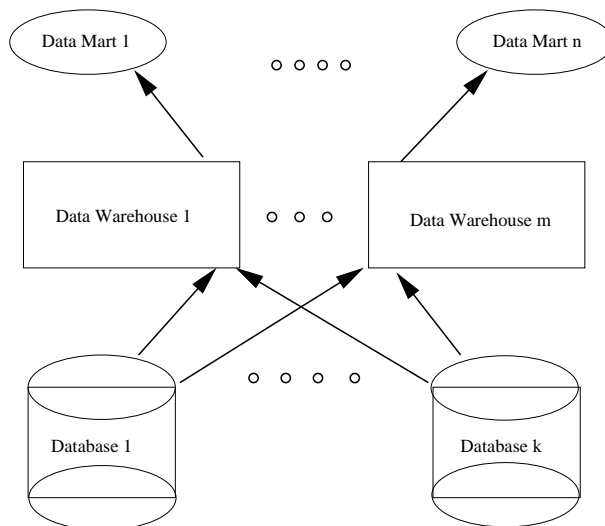 Data Mart 1
Data Mart n
Data Warehouse 1
Data Warehouse m
Database 1
Database k